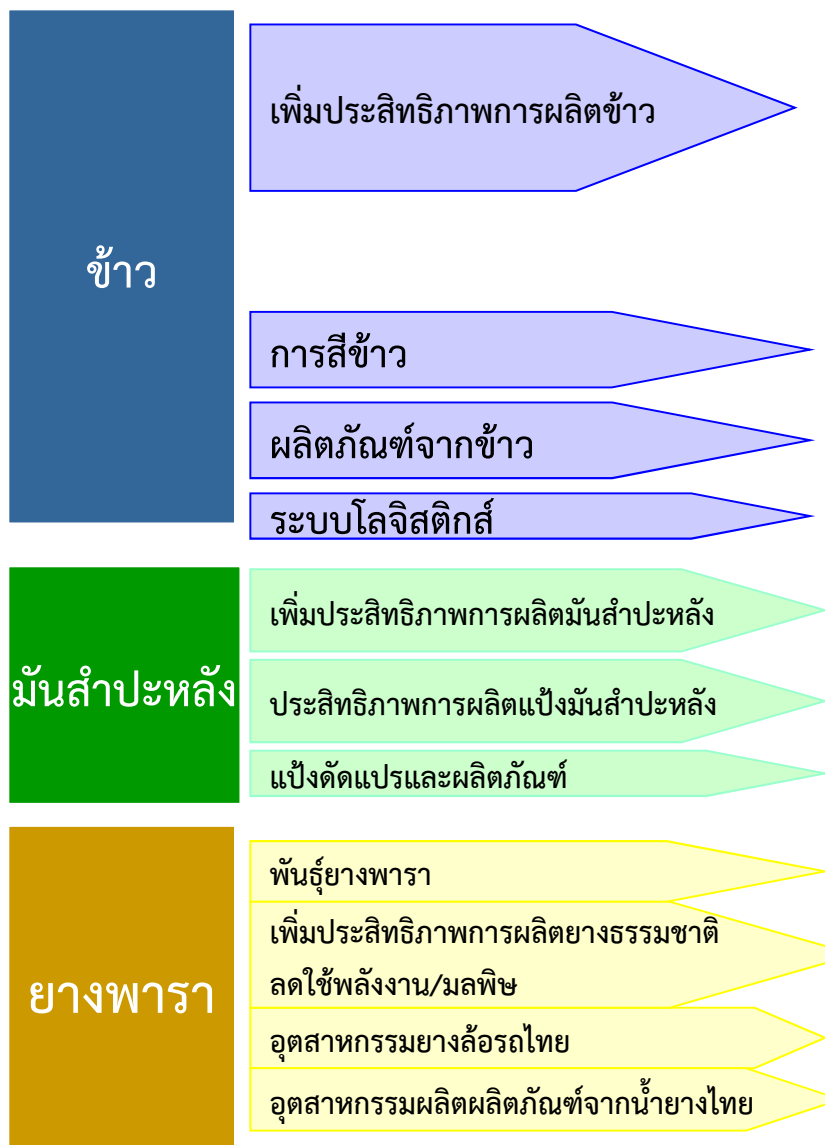 ข้าว
เพิ่มประสิทธิภาพการผลิตข้าว
การสีข้าว
ผลิตภัณฑ์จากข้าว
ระบบโลจิสติกส์
มันสำปะหลัง
เพิ่มประสิทธิภาพการผลิตมันสำปะหลัง
ประสิทธิภาพการผลิตแป้งมันสำปะหลัง
แป้งดัดแปรและผลิตภัณฑ์
ยางพารา
พันธุ์ยางพารา
เพิ่มประสิทธิภาพการผลิตยางธรรมชาติ
ลดใช้พลังงาน/มลพิษ
อุตสาหกรรมยางล้อรถไทย
อุตสาหกรรมผลิตผลิตภัณฑ์จากน้ำยางไทย